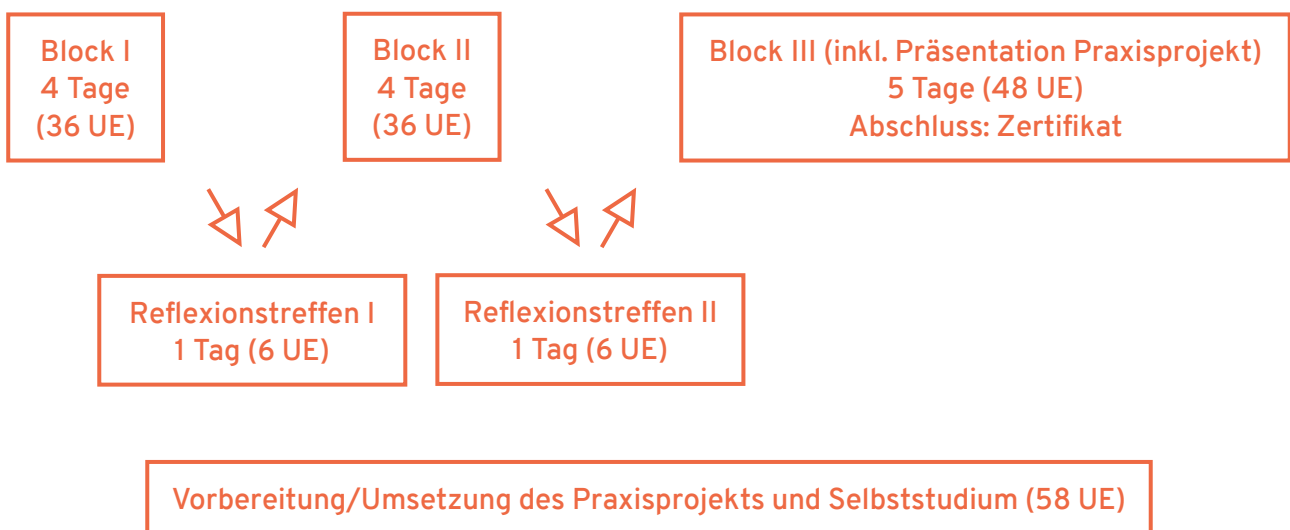 Block I
4 Tage
(36 UE)
Block II
4 Tage
(36 UE)
Block III (inkl. Präsentation Praxisprojekt)
5 Tage (48 UE)
Abschluss: Zertifikat
Reflexionstreffen I
1 Tag (6 UE)
Reflexionstreffen II
1 Tag (6 UE)
Vorbereitung/Umsetzung des Praxisprojekts und Selbststudium (58 UE)